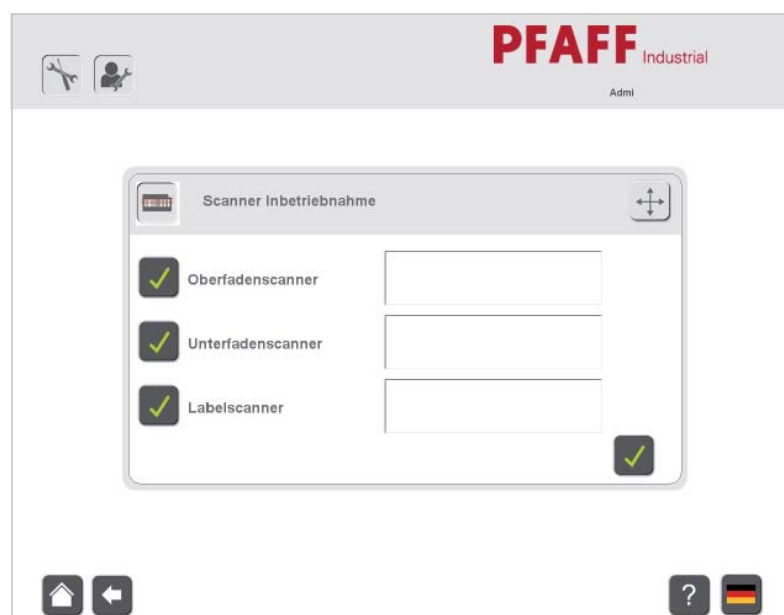 PFAFF Industrial
Admi
Scanner Inbetriebnahme
Oberfadenscanner
Unterfadenscanner
Labelscanner
?